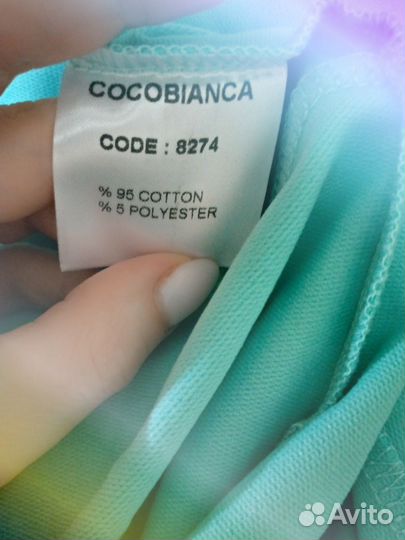 COCOBIANCA
CODE : 8274
% 95 COTTON
% 5 POLYESTER
Avito